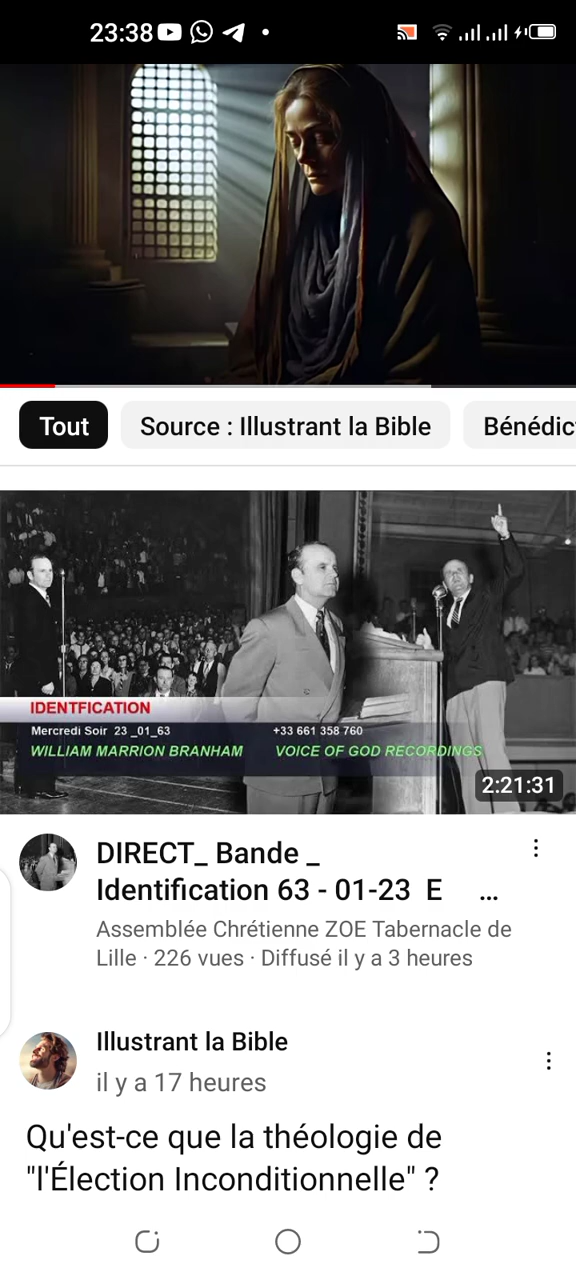 23:38
Tout
Source : Illustrant la Bible
Bénédic
IDENTFICATION
Mercredi Soir 23 _01_63 +33 661 358 760
WILLIAM MARRION BRANHAM VOICE OF GOD RECORDINGS
2:21:31
DIRECT_ Bande _
Identification 63 - 01-23 E ...
Assemblée Chrétienne ZOE Tabernacle de
Lille · 226 vues · Diffusé il y a 3 heures
Illustrant la Bible
il y a 17 heures
Qu'est-ce que la théologie de
"l'Élection Inconditionnelle" ?